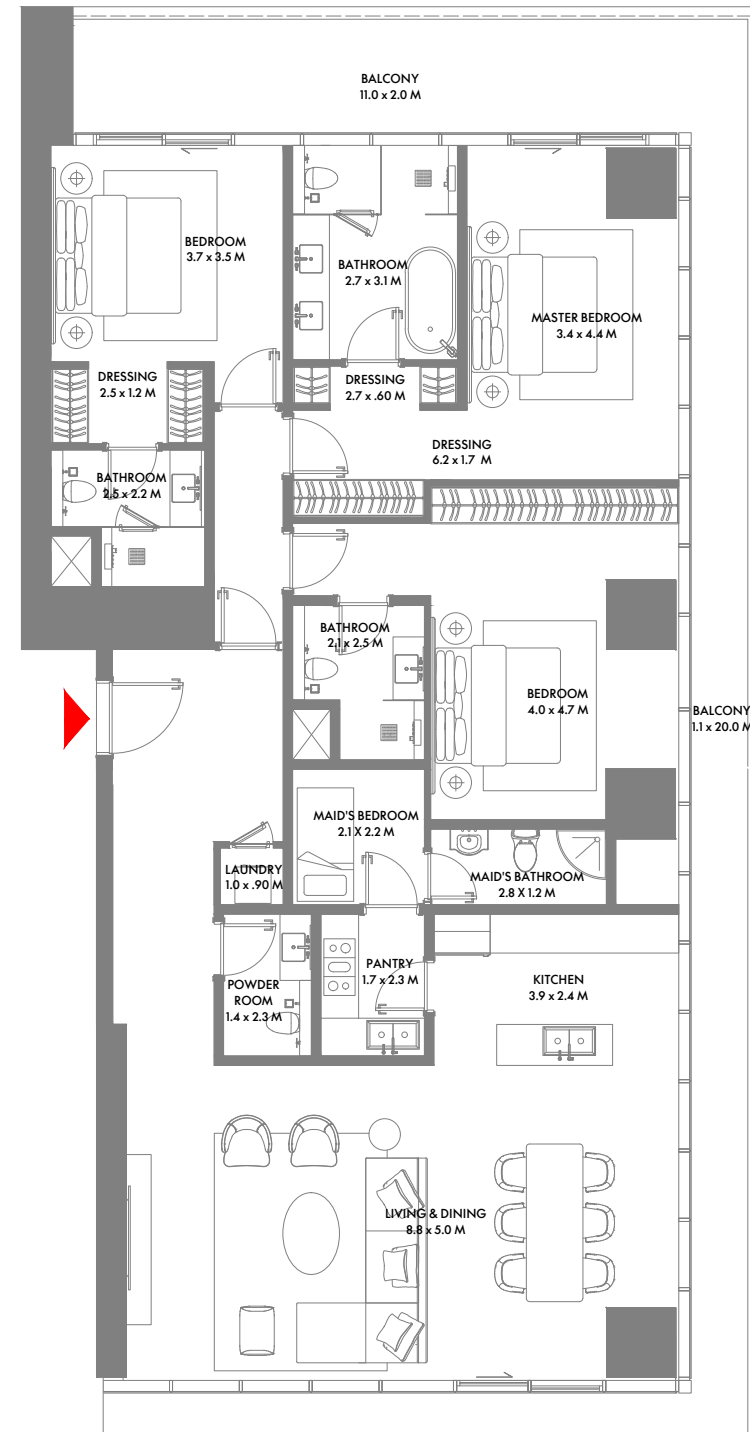 BALCONY
11.0 x 2.0 M
BEDROOM
3.7 x 3.5 M
BATHROOM
2.7 x 3.1 M
MASTER BEDROOM
3.4 x 4.4 M
DRESSING
2.5 x 1.2 M
DRESSING
2.7 x .60 M
DRESSING
6.2 x 1.7 M
BATHROOM
2.5 x 2.2 M
BATHROOM
2.1 x 2.5 M
BEDROOM
4.0 x 4.7 M
BALCONY
1.1 x 20.0 M
MAID'S BEDROOM
2.1 X 2.2 M
LAUNDRY
1.0 x .90 M
MAID'S BATHROOM
2.8 X 1.2 M
POWDER
ROOM
1.4 x 2.3 M
PANTRY
1.7 x 2.3 M
KITCHEN
3.9 x 2.4 M
LIVING & DINING
8.8 x 5.0 M